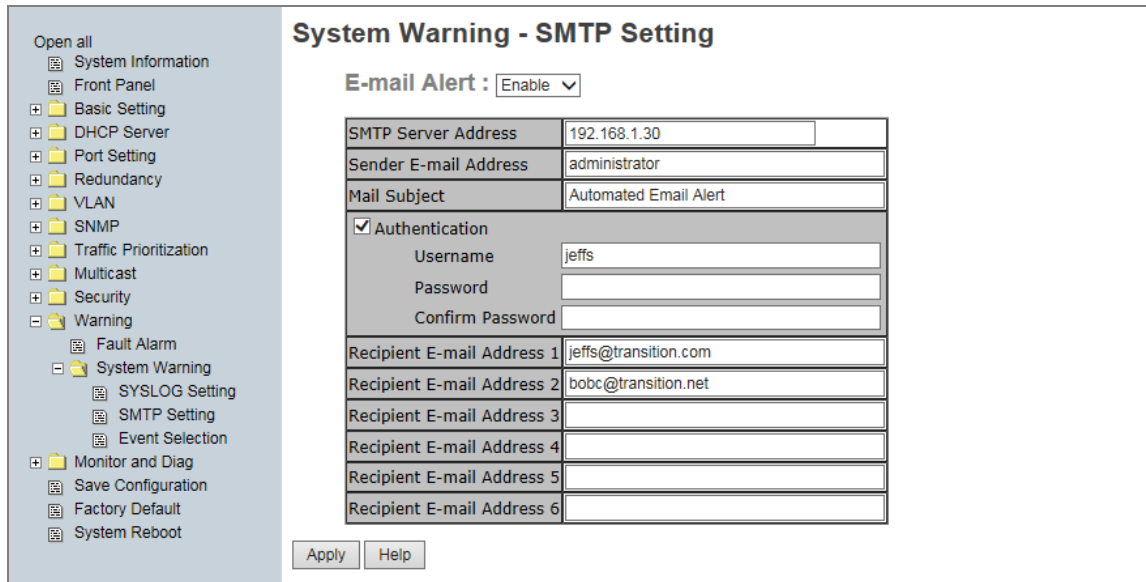 Open all
System Information
Front Panel
Basic Setting
DHCP Server
Port Setting
Redundancy
VLAN
SNMP
Traffic Prioritization
Multicast
Security
Warning
Fault Alarm
System Warning
SYSLOG Setting
SMTP Setting
Event Selection
Monitor and Diag
Save Configuration
Factory Default
System Reboot
System Warning - SMTP Setting
E-mail Alert : Enable
SMTP Server Address 192.168.1.30
Sender E-mail Address administrator
Mail Subject Automated Email Alert
Authentication
Username jeffs
Password
Confirm Password
Recipient E-mail Address 1 jeffs@transition.com
Recipient E-mail Address 2 bobc@transition.net
Recipient E-mail Address 3
Recipient E-mail Address 4
Recipient E-mail Address 5
Recipient E-mail Address 6
Apply Help